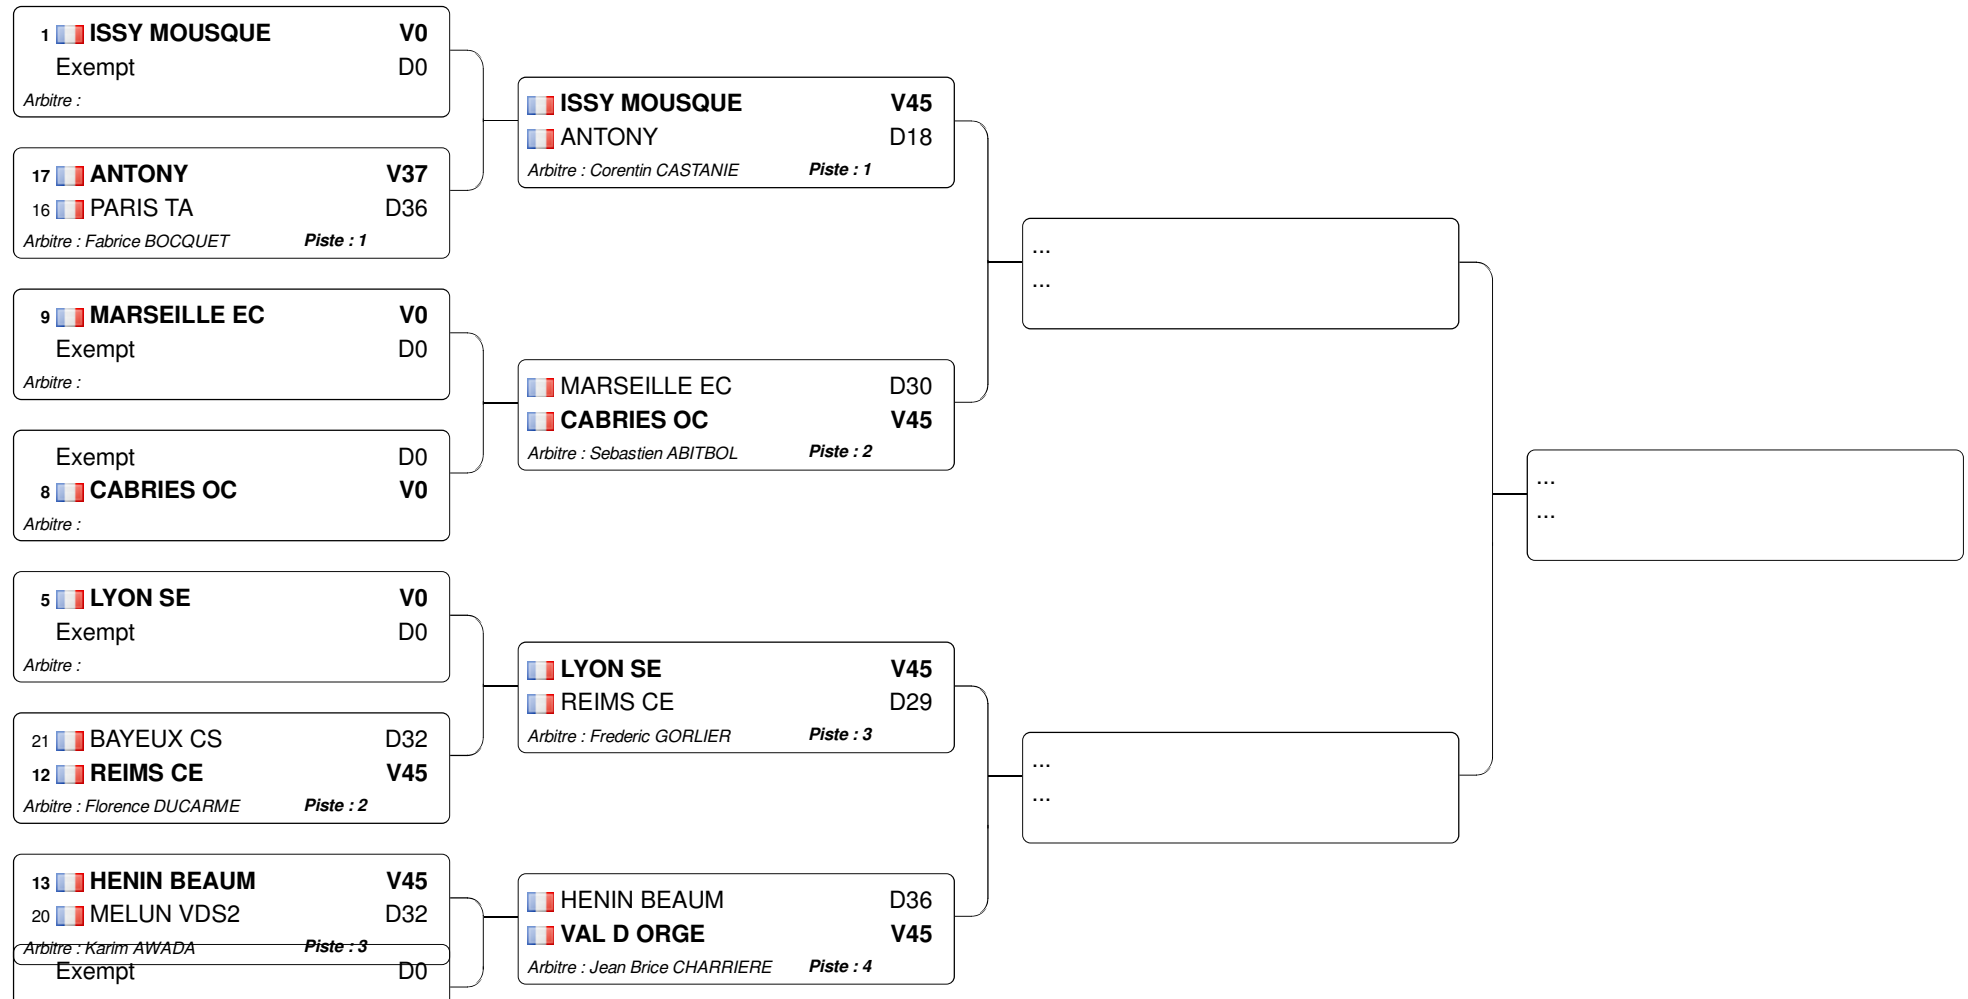 1 ISSY MOUSQUE V0
Exempt D0
Arbitre :
17 ANTONY V37
16 PARIS TA D36
Arbitre : Fabrice BOCQUET Piste : 1
9 MARSEILLE EC V0
Exempt D0
Arbitre :
Exempt D0
8 CABRIES OC V0
Arbitre :
5 LYON SE V0
Exempt D0
Arbitre :
21 BAYEUX CS D32
12 REIMS CE V45
Arbitre : Florence DUCARME Piste : 2
13 HENIN BEAUM V45
20 MELUN VDS2 D32
Arbitre : Karim AWADA Piste : 3
Exempt D0
ISSY MOUSQUE V45
ANTONY D18
Arbitre : Corentin CASTANIE Piste : 1
MARSEILLE EC D30
CABRIES OC V45
Arbitre : Sebastien ABITBOL Piste : 2
LYON SE V45
REIMS CE D29
Arbitre : Frederic GORLIER Piste : 3
HENIN BEAUM D36
VAL D ORGE V45
Arbitre : Jean Brice CHARRIERE Piste : 4
...
...
...
...
...
...